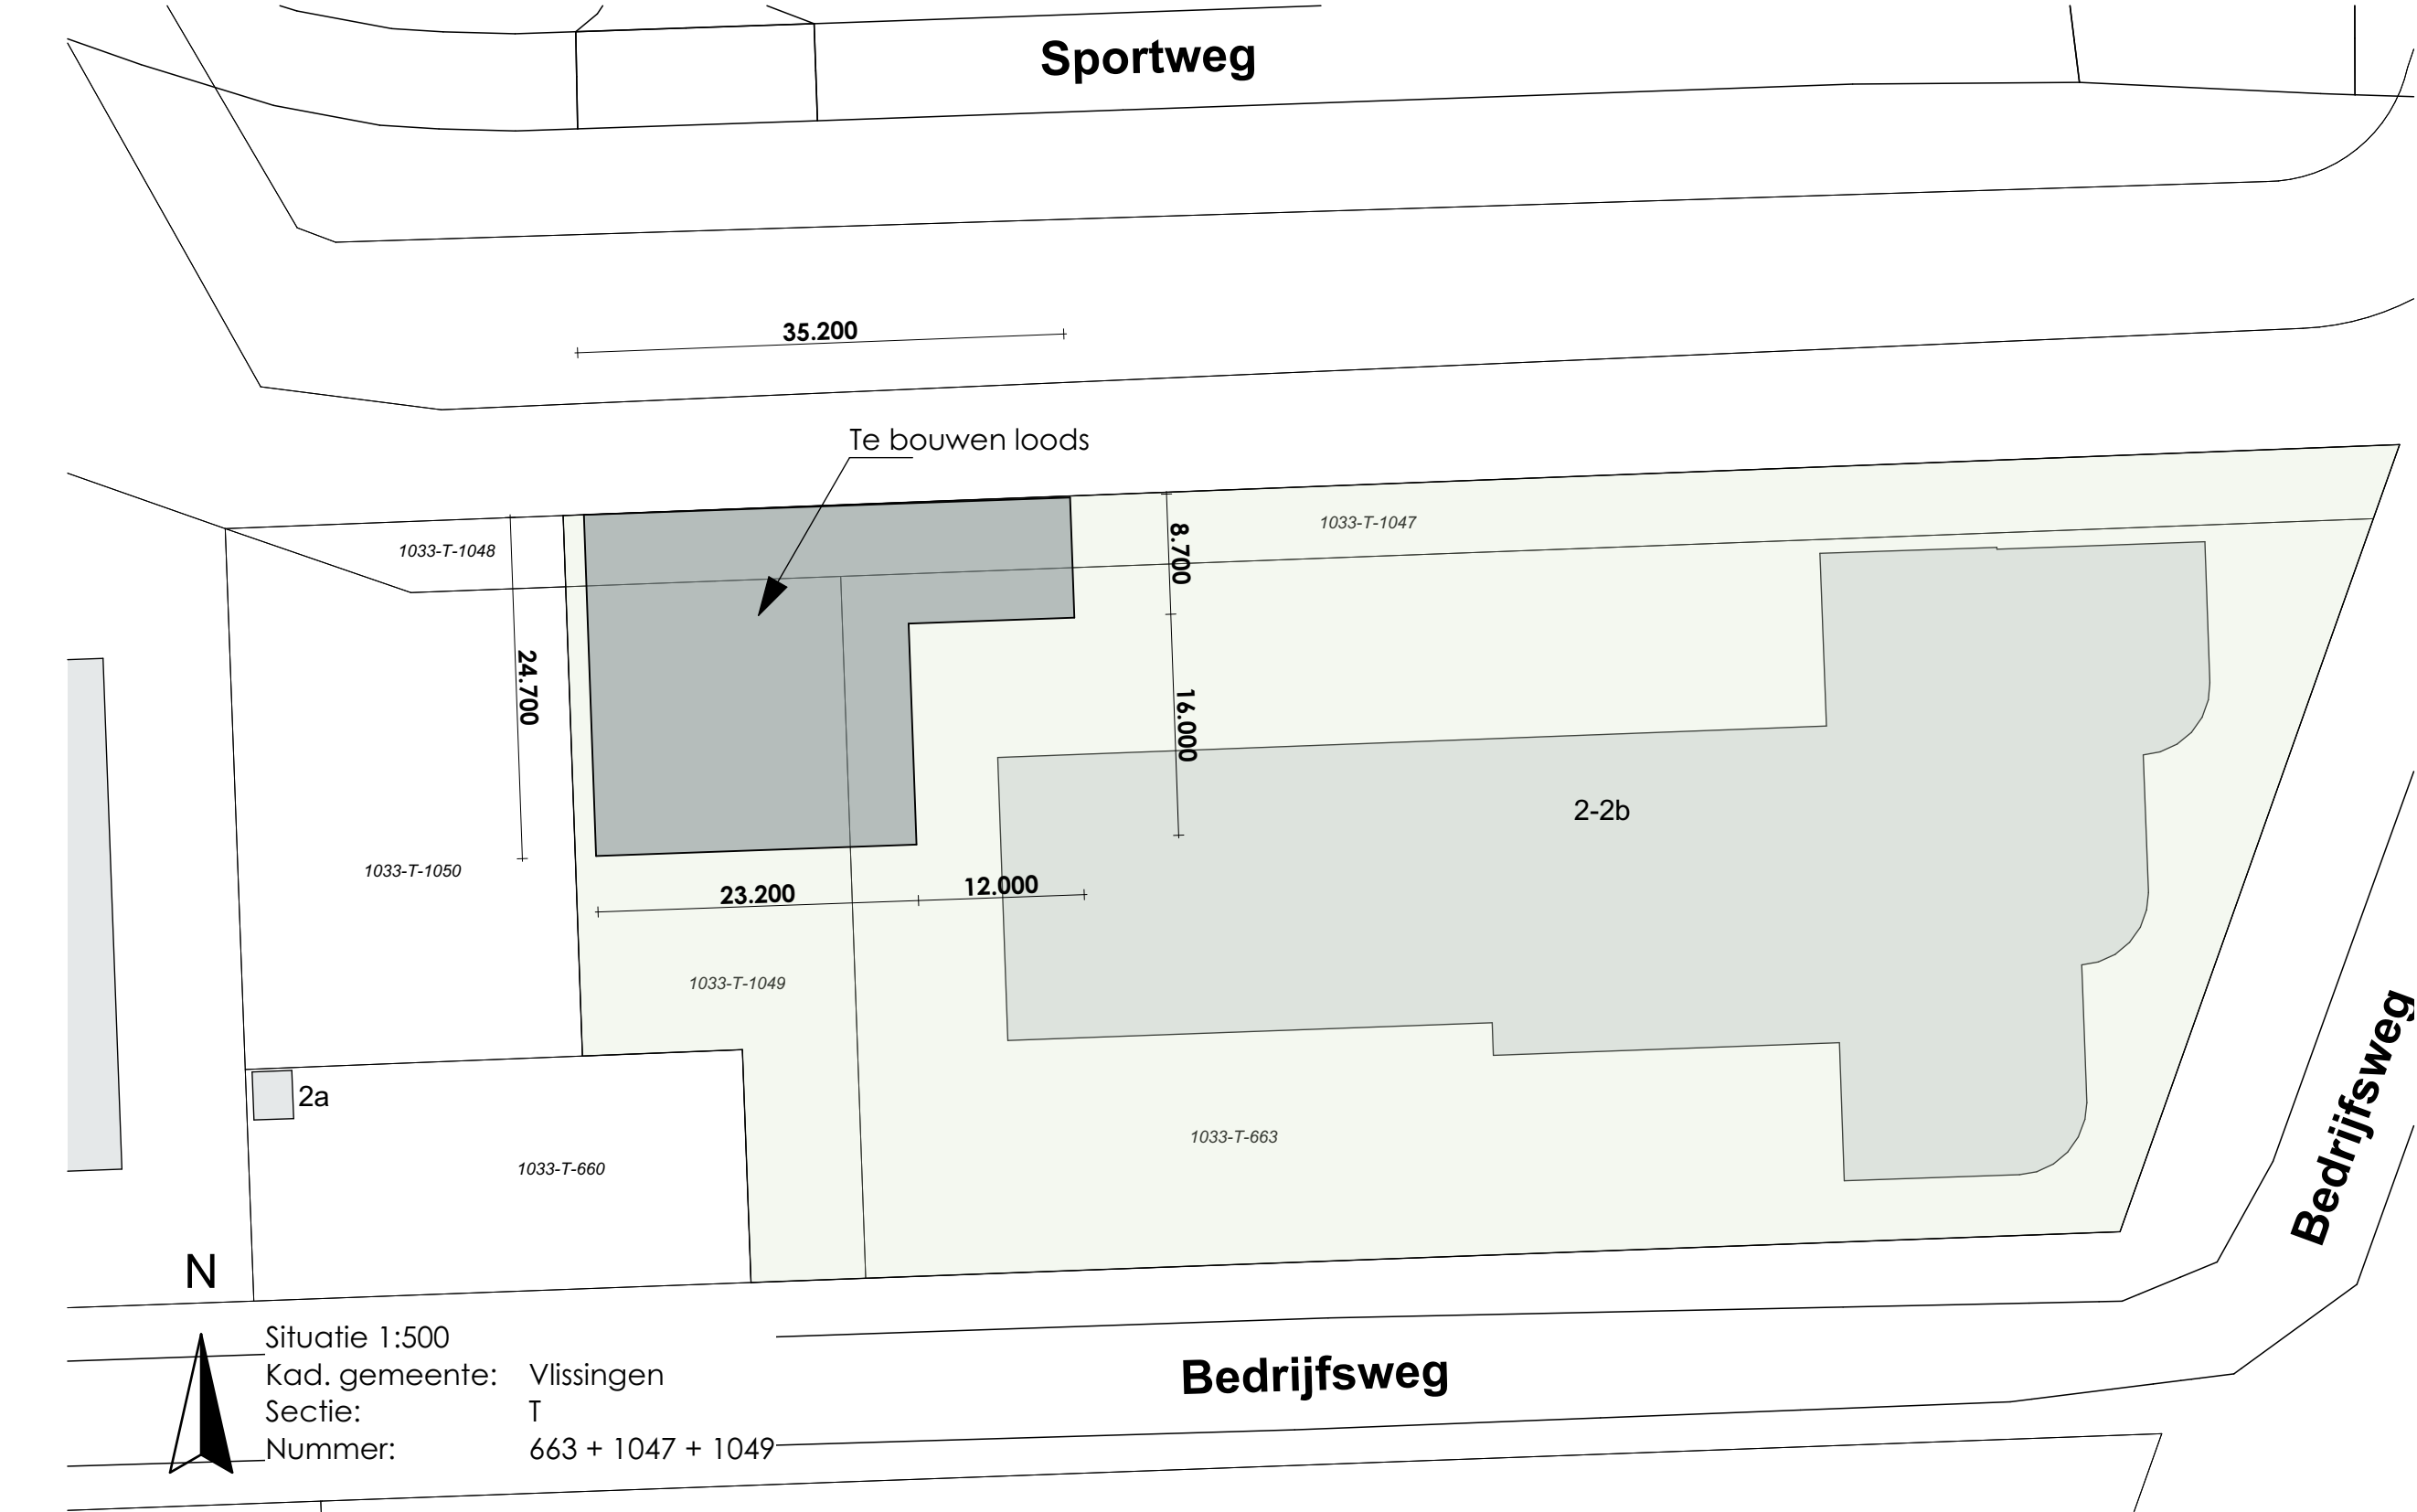 Sportweg
35.200
Te bouwen loods
1033-T-1047
8.700
1033-T-1048
24.700
16.000
2-2b
1033-T-1050
23.200
12.000
1033-T-1049
2a
1033-T-663
1033-T-660
Bedrijfsweg
N
Situatie 1:500
Kad. gemeente: Vlissingen
Sectie: T
Nummer: 663 + 1047 + 1049
Bedrijfsweg